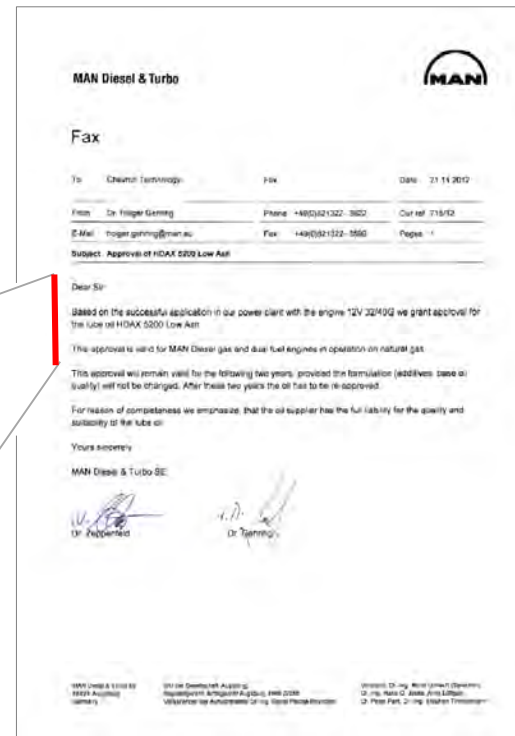 MAN Diesel & Turbo
MAN
Fax
To Chevron Technology Fax Date 21.11.2012
From Dr. Holger Gehring Phone +49(0)821322-3922 Our ref 715/12
E-Mail holger.gehring@man.eu Fax +49(0)821322- Pages 1
Subject Approval of HDAX 5200 Low Ash
Dear Sir
Based on the successful application in our power plant with the engine 12V 32/40G we grant approval for
the lube oil HDAX 5200 Low Ash
This approval is valid for MAN Diesel gas and dual fuel engines in operation on natural gas
This approval will remain valid for the following two years, provided the formulation (additives, base oil
quality) will not be changed. After these two years the oil has to be re-approved.
For reason of completeness we emphasize, that the oil supplier has the full liability for the quality and
suitability of the lube oil
Yours sincerely
MAN Diesel & Turbo SE
Dr. Zeppenfeld Dr. Gehring
MAN Diesel & Turbo SE
Augsburg
Germany